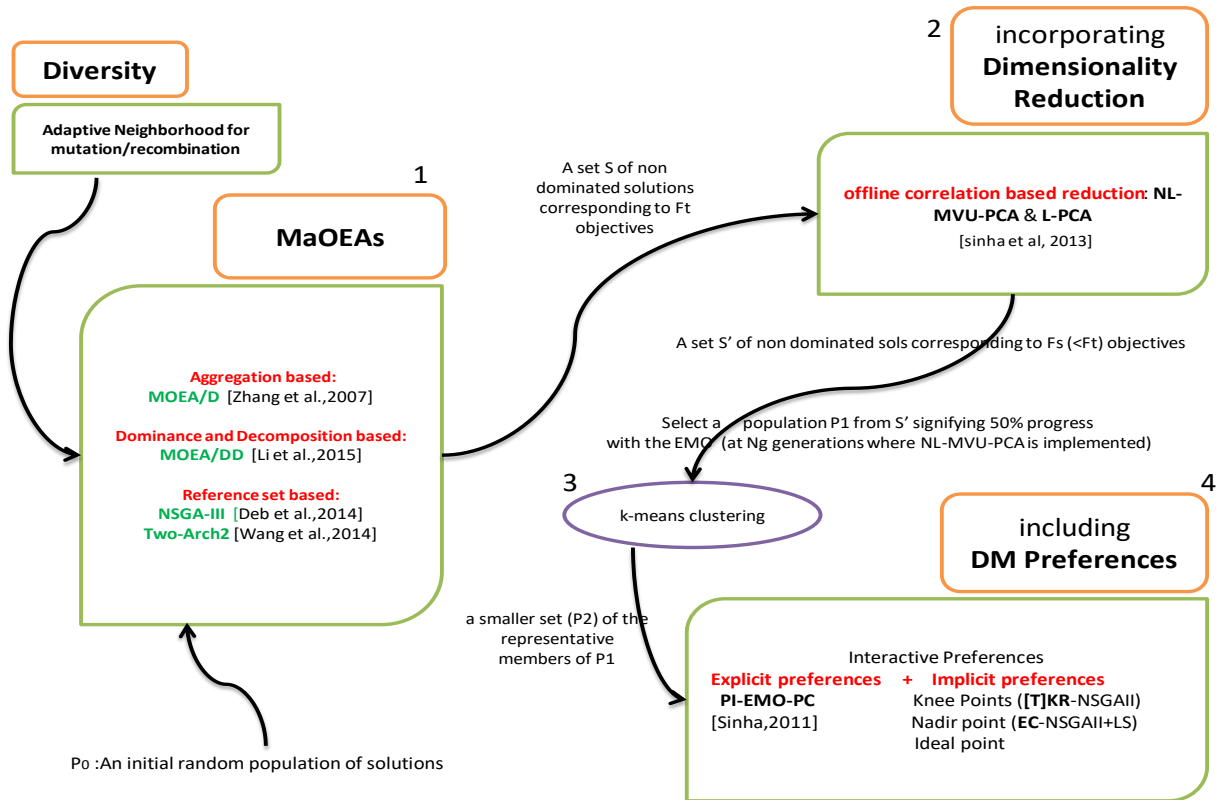 Diversity
Adaptive Neighborhood for
mutation/recombination
1
MaOEAs
Aggregation based:
MOEA/D [Zhang et al.,2007]
Dominance and Decomposition based:
MOEA/DD [Li et al.,2015]
Reference set based:
NSGA-III [Deb et al.,2014]
Two-Arch2 [Wang et al.,2014]
P0 :An initial random population of solutions
A set S of non
dominated solutions
corresponding to Ft
objectives
2
incorporating
Dimensionality
Reduction
offline correlation based reduction: NL-
MVU-PCA & L-PCA
[sinha et al, 2013]
A set S’ of non dominated sols corresponding to Fs (<Ft) objectives
Select a population P1 from S’ signifying 50% progress
with the EMO (at Ng generations where NL-MVU-PCA is implemented)
3
k-means clustering
a smaller set (P2) of the
representative
members of P1
4
including
DM Preferences
Interactive Preferences
Explicit preferences + Implicit preferences
PI-EMO-PC Knee Points ([T]KR-NSGAII)
[Sinha,2011] Nadir point (EC-NSGAII+LS)
Ideal point